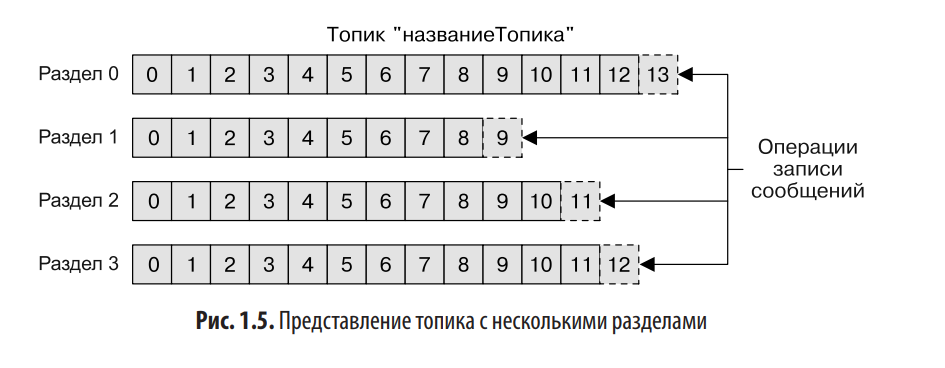 Топик "названиеТопика"
Раздел 0 0 1 2 3 4 5 6 7 8 9 10 11 12 13
Раздел 1 0 1 2 3 4 5 6 7 8 9
Раздел 2 0 1 2 3 4 5 6 7 8 9 10 11
Раздел 3 0 1 2 3 4 5 6 7 8 9 10 11 12
Операции
записи
сообщений
Рис. 1.5. Представление топика с несколькими разделами